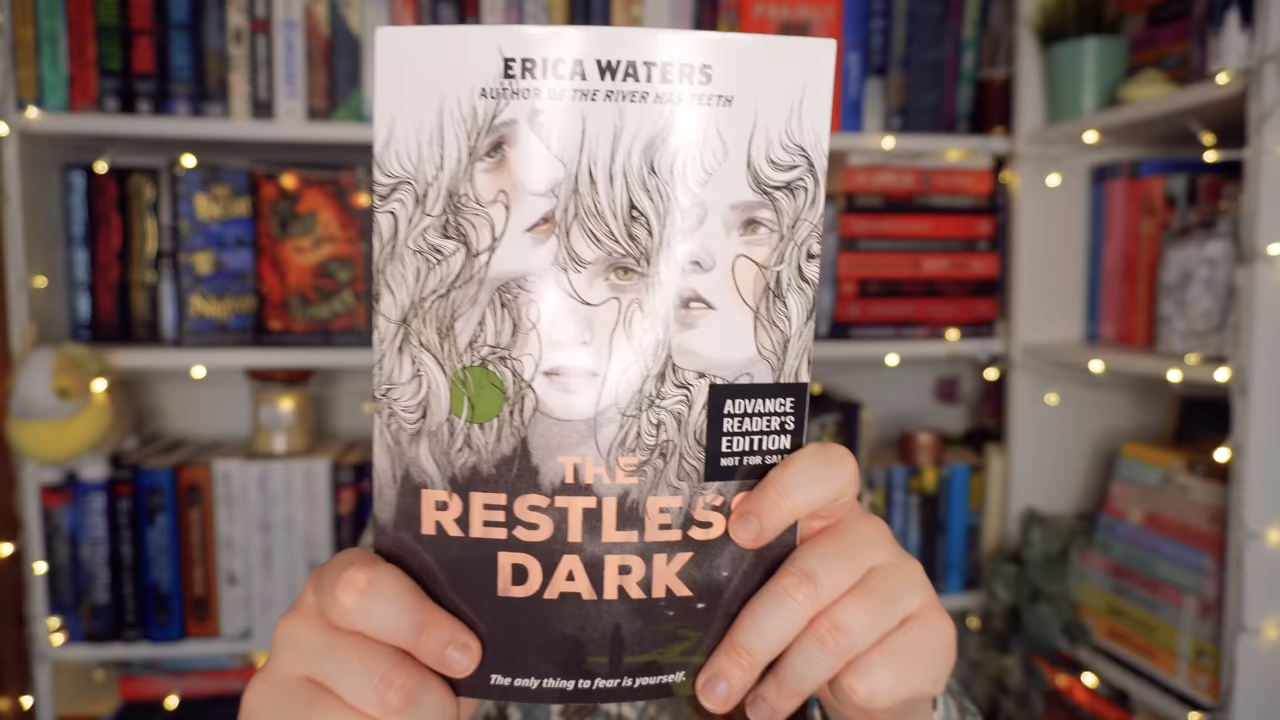 ERICA WATERS
AUTHOR OF THE RIVER HAS TEETH
ADVANCE
READER'S
EDITION
NOT FOR SALE
THE
RESTLESS
DARK
The only thing to fear is yourself.